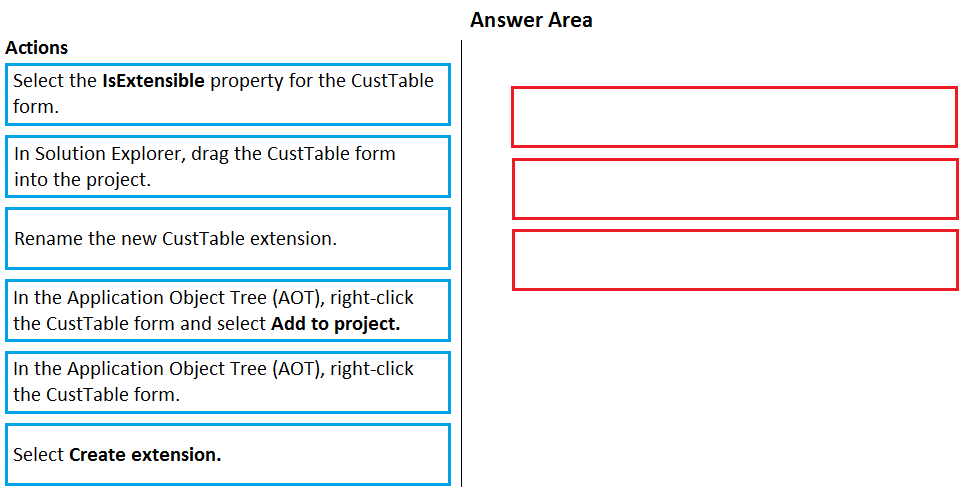 Answer Area
Actions
Select the IsExtensible property for the CustTable
form.
In Solution Explorer, drag the CustTable form
into the project.
Rename the new CustTable extension.
In the Application Object Tree (AOT), right-click
the CustTable form and select Add to project.
In the Application Object Tree (AOT), right-click
the CustTable form.
Select Create extension.